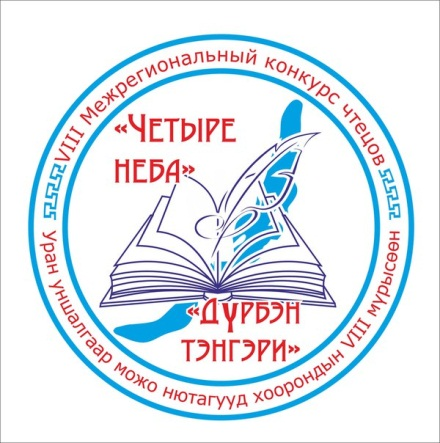 VIII Межрегиональный конкурс чтецов
«Четыре
неба»
«Дүрбэн
тэнгэри»
Уран уншалгаар можо нютагууд хоорондын VIII мүрысөөн